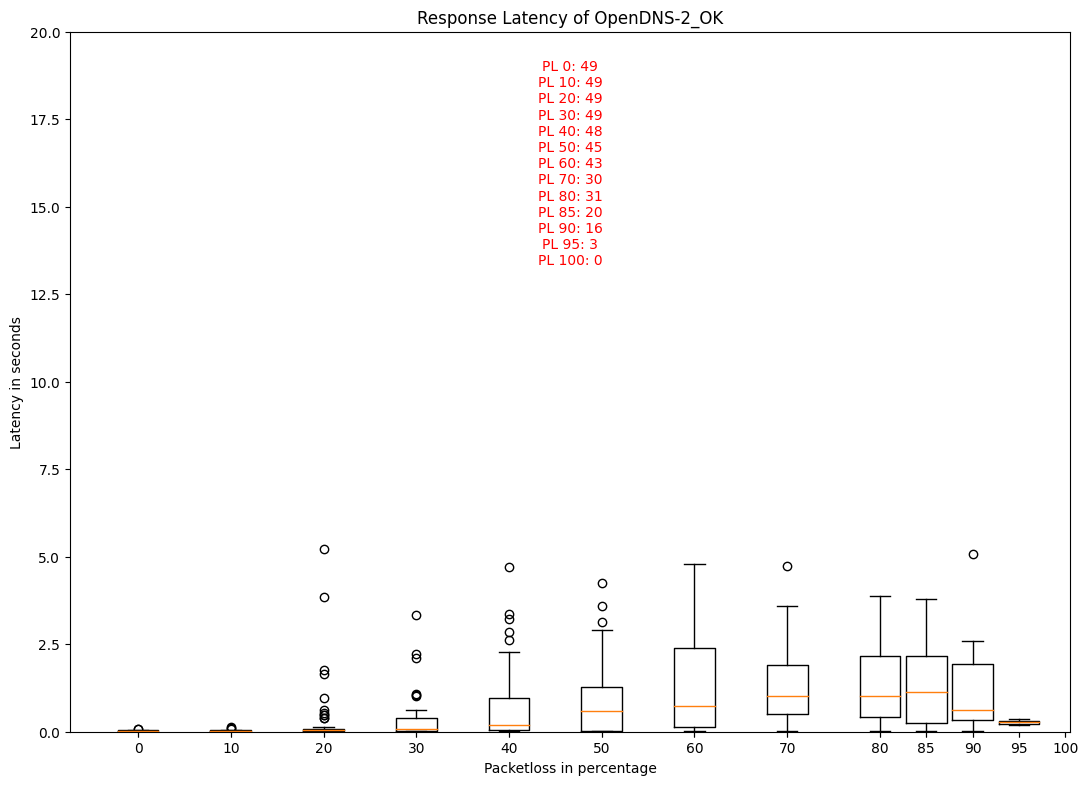 Response Latency of OpenDNS-2_OK
20.0
17.5
15.0
12.5
10.0
7.5
5.0
2.5
0.0
Latency in seconds
PL 0: 49
PL 10: 49
PL 20: 49
PL 30: 49
PL 40: 48
PL 50: 45
PL 60: 43
PL 70: 30
PL 80: 31
PL 85: 20
PL 90: 16
PL 95: 3
PL 100: 0
0 10 20 30 40 50 60 70 80 85 90 95 100
Packetloss in percentage